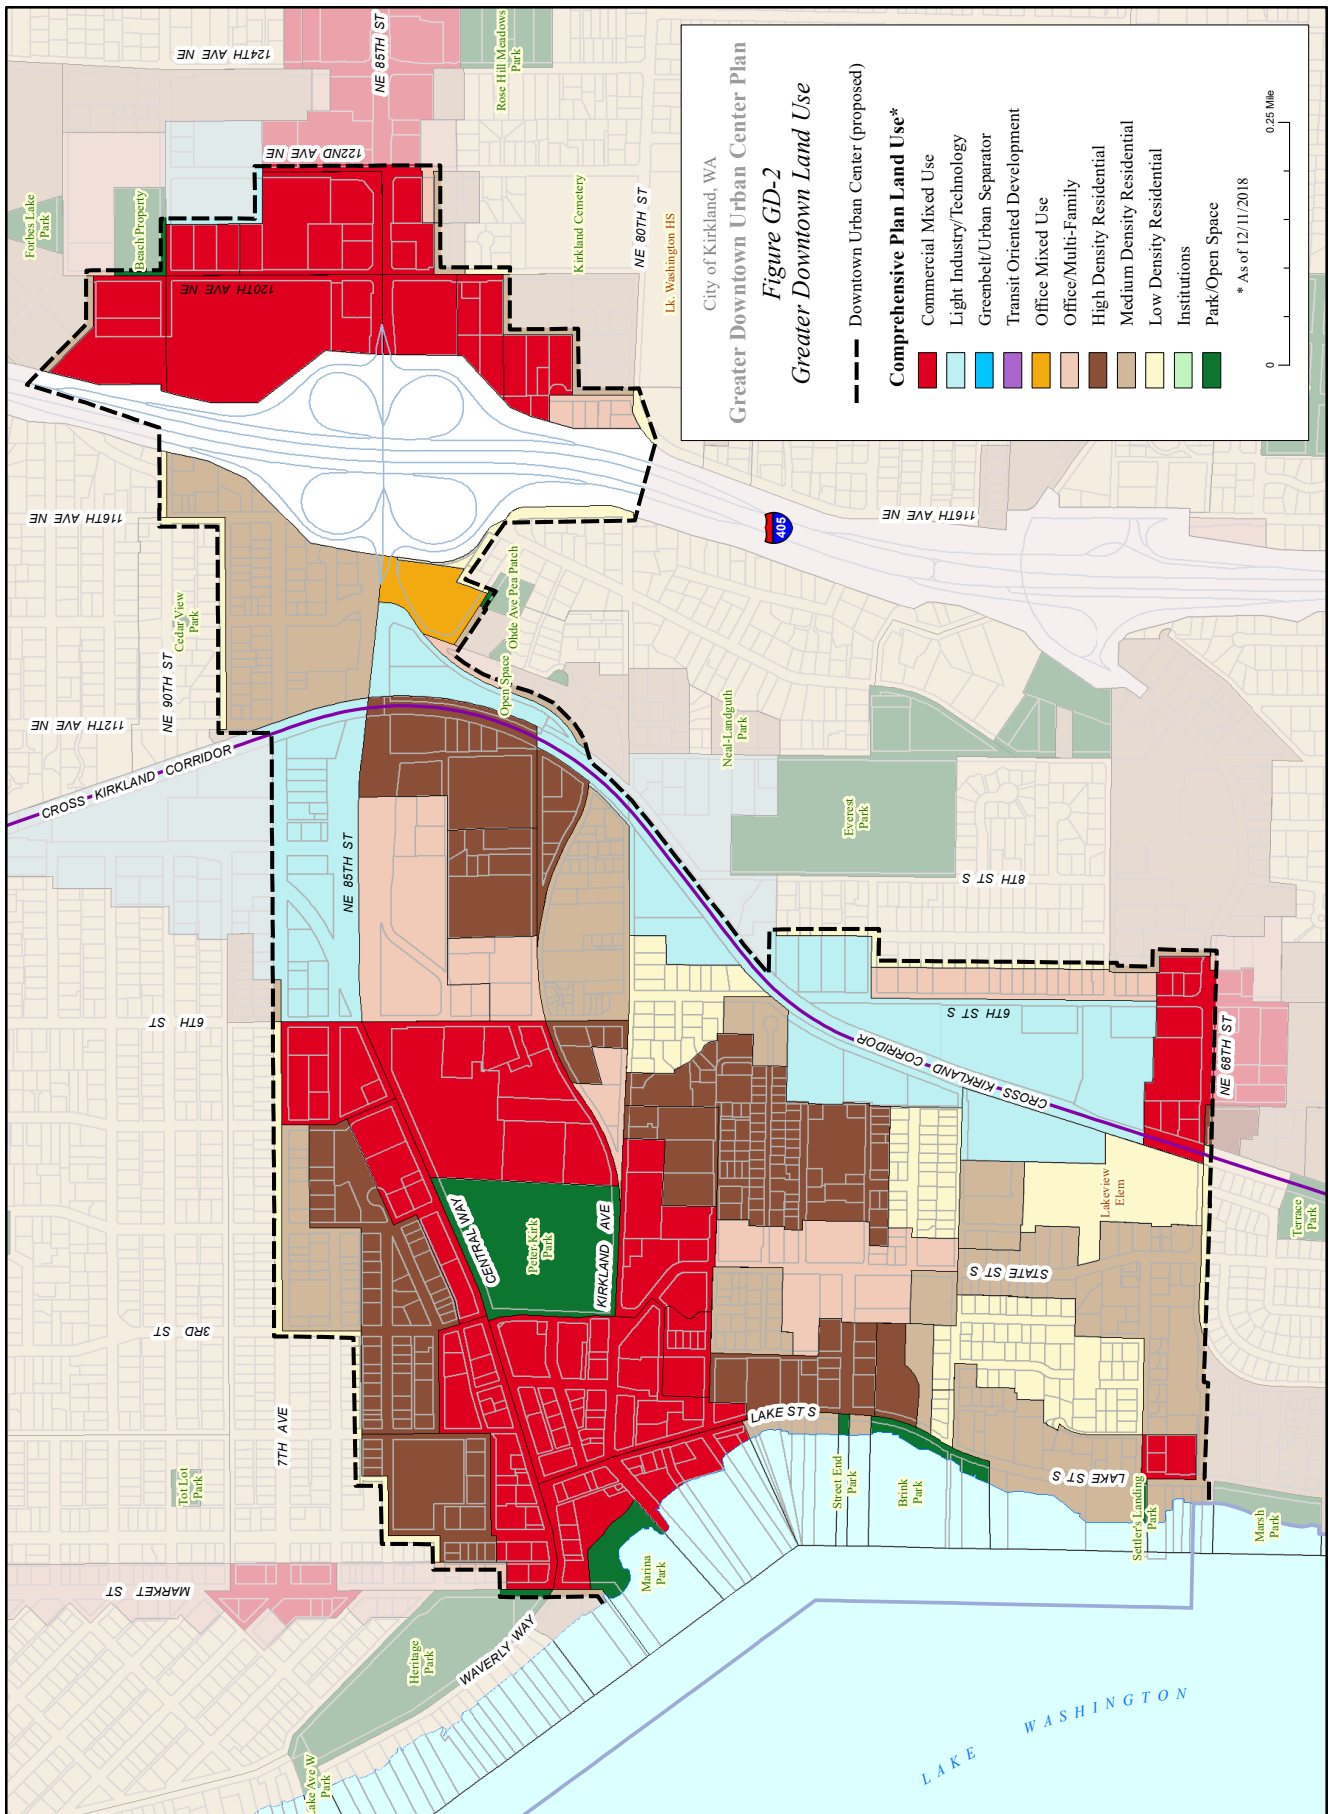 City of Kirkland, WA
Greater Downtown Urban Center Plan
Figure GD-2
Greater Downtown Land Use
Downtown Urban Center (proposed)
Comprehensive Plan Land Use*
Commercial Mixed Use
Light Industry/Technology
Greenbelt/Urban Separator
Transit Oriented Development
Office Mixed Use
Office/Multi-Family
High Density Residential
Medium Density Residential
Low Density Residential
Institutions
Park/Open Space
* As of 12/11/2018
0
0.25 Mile
124TH AVE NE
NE 85TH ST
Rose Hill Meadows
Park
122ND AVE NE
Forbes Lake
Park
Beach Property
120TH AVE NE
Kirkland Cemetery
NE 80TH ST
Lk. Washington HS
116TH AVE NE
116TH AVE NE
405
Cedar View
Park
NE 90TH ST
112TH AVE NE
Ohde Ave Pea Patch
Open Space
Neal-Landguth
Park
CROSS KIRKLAND CORRIDOR
NE 85TH ST
Everest
Park
8TH ST S
6TH ST
6TH ST S
CROSS KIRKLAND CORRIDOR
NE 68TH ST
CENTRAL WAY
Peter Kirk
Park
KIRKLAND AVE
Lakeview
Elem
Terrace
Park
STATE ST S
3RD ST
7TH AVE
LAKE ST S
LAKE ST S
Tot Lot
Park
Street End
Park
Brink
Park
Settler's Landing
Park
Marsh
Park
Marina
Park
MARKET ST
Heritage
Park
WAVERLY WAY
Lake Ave W
Park
LAKE WASHINGTON